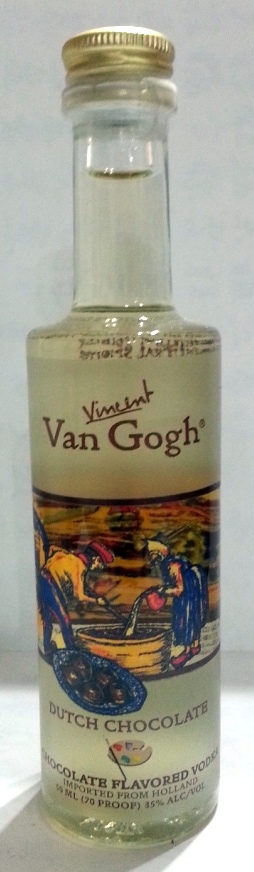 Vincent
Van Gogh®
DUTCH CHOCOLATE
CHOCOLATE FLAVORED VODKA
IMPORTED FROM HOLLAND
50 ML (70 PROOF) 35% ALC/VOL